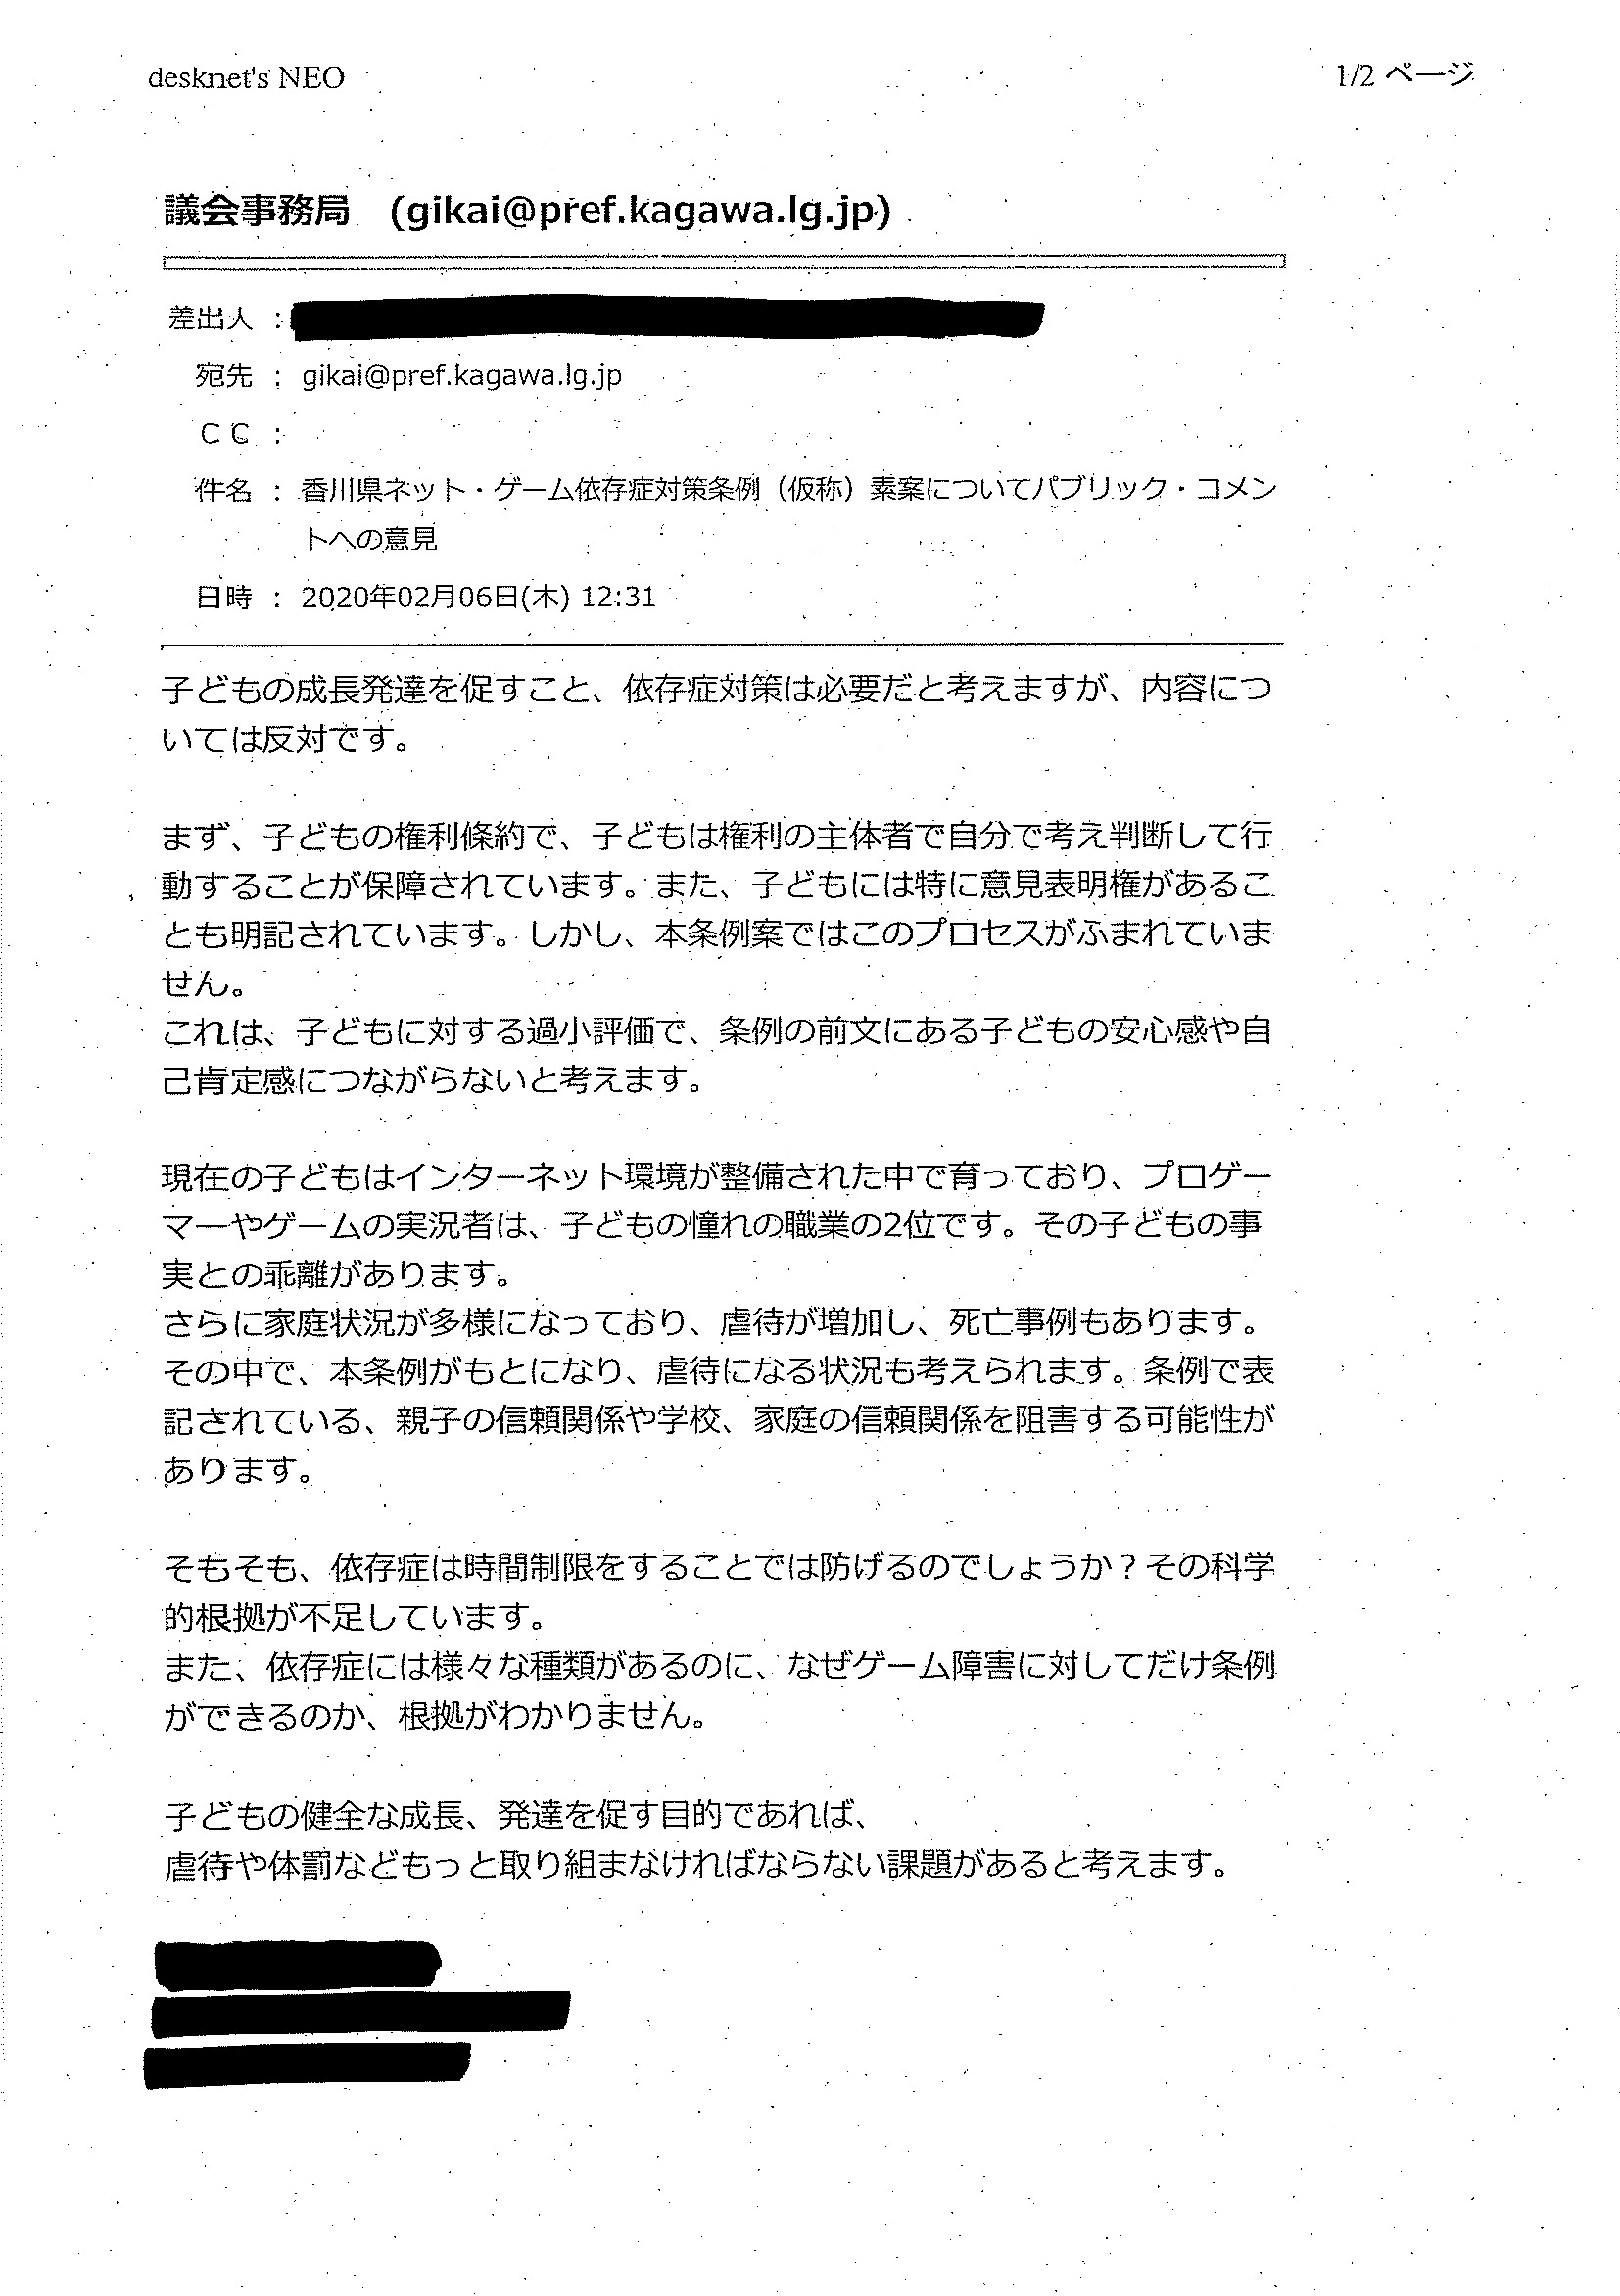 desknet's NEO
1/2 ページ
議会事務局 (gikai@pref.kagawa.lg.jp)
差出人 :
宛先 : gikai@pref.kagawa.lg.jp
CC :
件名 : 香川県ネット・ゲーム依存症対策条例（仮称）素案についてパブリック・コメン
トへの意見
日時 : 2020年02月06日(木) 12:31
子どもの成長発達を促すこと、依存症対策は必要だと考えますが、内容につ
いては反対です。
まず、子どもの権利條約で、子どもは権利の主体者で自分で考え判断して行
動することが保障されています。また、子どもには特に意見表明権があるこ
とも明記されています。しかし、本条例案ではこのプロセスがふまれていま
せん。
これは、子どもに対する過小評価で、条例の前文にある子どもの安心感や自
己肯定感につながらないと考えます。
現在の子どもはインターネット環境が整備された中で育っており、プロゲー
マーやゲームの実況者は、子どもの憧れの職業の2位です。その子どもの事
実との乖離があります。
さらに家庭状況が多様になっており、虐待が増加し、死亡事例もあります。
その中で、本条例がもとになり、虐待になる状況も考えられます。条例で表
記されている、親子の信頼関係や学校、家庭の信頼関係を阻害する可能性が
あります。
そもそも、依存症は時間制限をすることでは防げるのでしょうか？その科学
的根拠が不足しています。
また、依存症には様々な種類があるのに、なぜゲーム障害に対してだけ条例
ができるのか、根拠がわかりません。
子どもの健全な成長、発達を促す目的であれば、
虐待や体罰などもっと取り組まなければならない課題があると考えます。